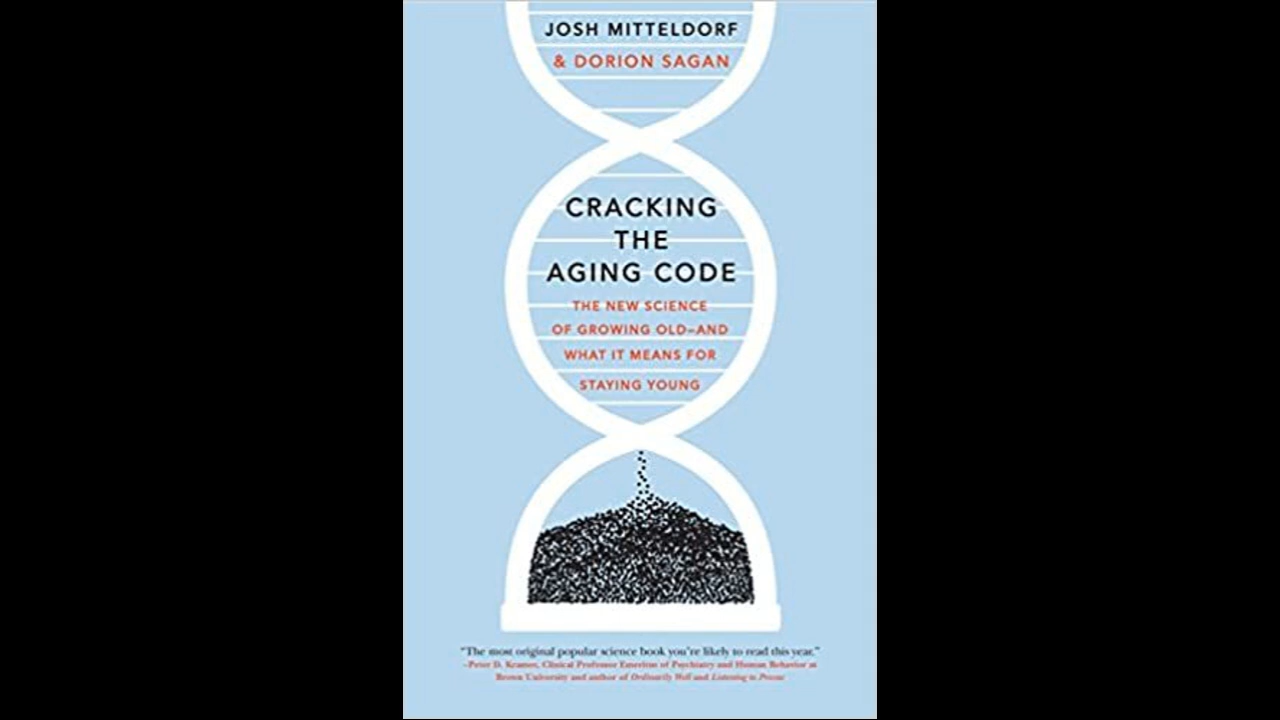 JOSH MITTELDORF
& DORION SAGAN
CRACKING
THE
AGING CODE
THE NEW SCIENCE
OF GROWING OLD–AND
WHAT IT MEANS FOR
STAYING YOUNG
“The most original popular science book you’re likely to read this year.”
–Peter D. Kramer, Clinical Professor Emeritus of Psychiatry and Human Behavior at
Brown University and author of Ordinarily Well and Listening to Prozac